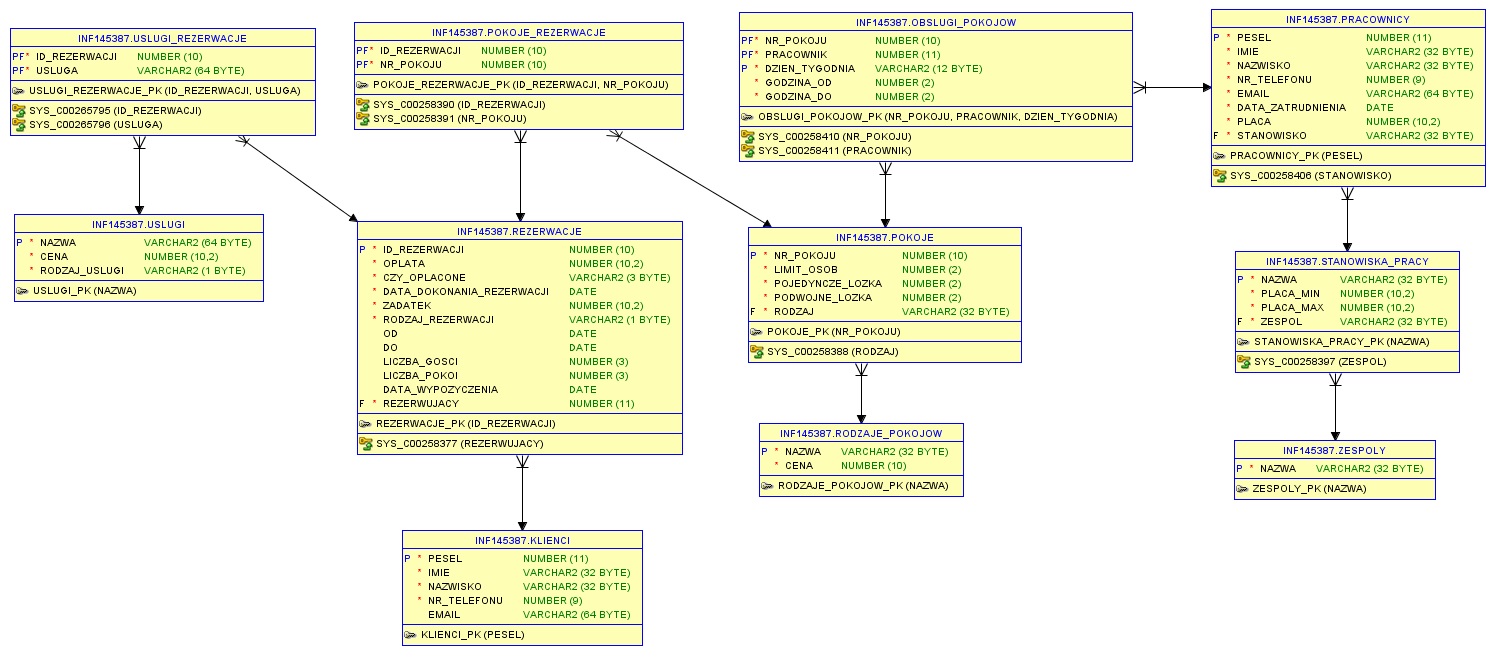 INF145387.USLUGI_REZERWACJE
PF* ID_REZERWACJI NUMBER (10)
PF* USLUGA VARCHAR2 (64 BYTE)
USLUGI_REZERWACJE_PK (ID_REZERWACJI, USLUGA)
SYS_C00265795 (ID_REZERWACJI)
SYS_C00265796 (USLUGA)
INF145387.POKOJE_REZERWACJE
PF* ID_REZERWACJI NUMBER (10)
PF* NR_POKOJU NUMBER (10)
POKOJE_REZERWACJE_PK (ID_REZERWACJI, NR_POKOJU)
SYS_C00258390 (ID_REZERWACJI)
SYS_C00258391 (NR_POKOJU)
INF145387.OBSLUGI_POKOJOW
PF* NR_POKOJU NUMBER (10)
PF* PRACOWNIK NUMBER (11)
P * DZIEN_TYGODNIA VARCHAR2 (12 BYTE)
* GODZINA_OD NUMBER (2)
* GODZINA_DO NUMBER (2)
OBSLUGI_POKOJOW_PK (NR_POKOJU, PRACOWNIK, DZIEN_TYGODNIA)
SYS_C00258410 (NR_POKOJU)
SYS_C00258411 (PRACOWNIK)
INF145387.PRACOWNICY
P * PESEL NUMBER (11)
* IMIE VARCHAR2 (32 BYTE)
* NAZWISKO VARCHAR2 (32 BYTE)
* NR_TELEFONU NUMBER (9)
* EMAIL VARCHAR2 (64 BYTE)
* DATA_ZATRUDNIENIA DATE
* PLACA NUMBER (10,2)
F * STANOWISKO VARCHAR2 (32 BYTE)
PRACOWNICY_PK (PESEL)
SYS_C00258406 (STANOWISKO)
INF145387.USLUGI
P * NAZWA VARCHAR2 (64 BYTE)
* CENA NUMBER (10,2)
* RODZAJ_USLUGI VARCHAR2 (1 BYTE)
USLUGI_PK (NAZWA)
INF145387.REZERWACJE
P * ID_REZERWACJI NUMBER (10)
* OPLATA NUMBER (10,2)
* CZY_OPLACONE VARCHAR2 (3 BYTE)
* DATA_DOKONANIA_REZERWACJI DATE
* ZADATEK NUMBER (10,2)
* RODZAJ_REZERWACJI VARCHAR2 (1 BYTE)
OD DATE
DO DATE
LICZBA_GOSCI NUMBER (3)
LICZBA_POKOI NUMBER (3)
DATA_WYPOZYCZENIA DATE
F * REZERWUJACY NUMBER (11)
REZERWACJE_PK (ID_REZERWACJI)
SYS_C00258377 (REZERWUJACY)
INF145387.POKOJE
P * NR_POKOJU NUMBER (10)
* LIMIT_OSOB NUMBER (2)
* POJEDYNCZE_LOZKA NUMBER (2)
* PODWOJNE_LOZKA NUMBER (2)
F * RODZAJ VARCHAR2 (32 BYTE)
POKOJE_PK (NR_POKOJU)
SYS_C00258388 (RODZAJ)
INF145387.STANOWISKA_PRACY
P * NAZWA VARCHAR2 (32 BYTE)
* PLACA_MIN NUMBER (10,2)
* PLACA_MAX NUMBER (10,2)
F * ZESPOL VARCHAR2 (32 BYTE)
STANOWISKA_PRACY_PK (NAZWA)
SYS_C00258397 (ZESPOL)
INF145387.RODZAJE_POKOJOW
P * NAZWA VARCHAR2 (32 BYTE)
* CENA NUMBER (10)
RODZAJE_POKOJOW_PK (NAZWA)
INF145387.ZESPOLY
P * NAZWA VARCHAR2 (32 BYTE)
ZESPOLY_PK (NAZWA)
INF145387.KLIENCI
P * PESEL NUMBER (11)
* IMIE VARCHAR2 (32 BYTE)
* NAZWISKO VARCHAR2 (32 BYTE)
* NR_TELEFONU NUMBER (9)
EMAIL VARCHAR2 (64 BYTE)
KLIENCI_PK (PESEL)